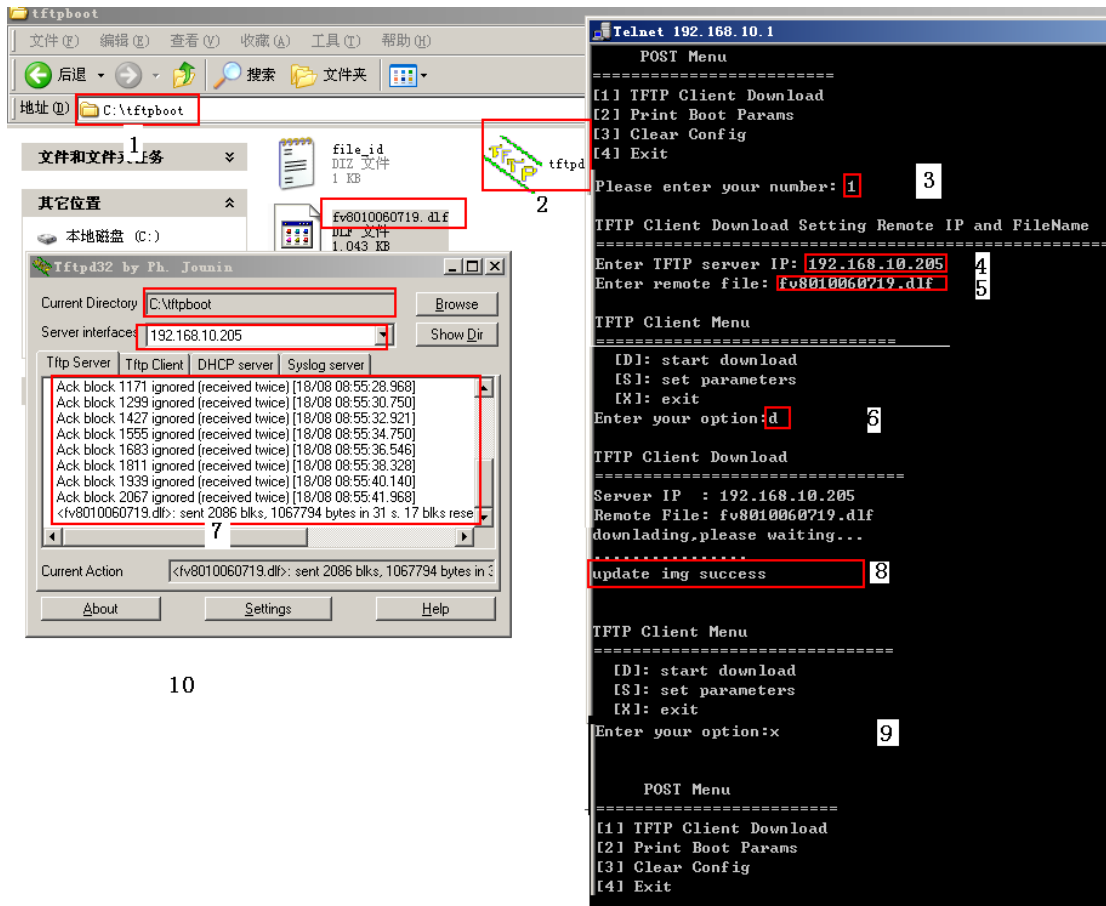 tftpboot
文件(F) 编辑(E) 查看(V) 收藏(A) 工具(T) 帮助(H)
后退 搜索 文件夹
地址(D) C:\tftpboot
1
文件和文件夹任务
其它位置
本地磁盘 (C:)
file_id
DIZ 文件
1 KB
tftpd
2
fv8010060719.dlf
DLF 文件
1.043 KB
Tftpd32 by Ph. Jounin
Current Directory C:\tftpboot Browse
Server interfaces 192.168.10.205 Show Dir
Tftp Server Tftp Client DHCP server Syslog server
Ack block 1171 ignored (received twice) [18/08 08:55:28.968]
Ack block 1299 ignored (received twice) [18/08 08:55:30.750]
Ack block 1427 ignored (received twice) [18/08 08:55:32.921]
Ack block 1555 ignored (received twice) [18/08 08:55:34.750]
Ack block 1683 ignored (received twice) [18/08 08:55:36.546]
Ack block 1811 ignored (received twice) [18/08 08:55:38.328]
Ack block 1939 ignored (received twice) [18/08 08:55:40.140]
Ack block 2067 ignored (received twice) [18/08 08:55:41.968]
<fv8010060719.dlf>: sent 2086 blks, 1067794 bytes in 31 s. 17 blks rese
7
Current Action <fv8010060719.dlf>: sent 2086 blks, 1067794 bytes in 3
About Settings Help
10
Telnet 192.168.10.1
POST Menu
=========================
[1] TFTP Client Download
[2] Print Boot Params
[3] Clear Config
[4] Exit
Please enter your number: 1 3
TFTP Client Download Setting Remote IP and FileName
=====================================================
Enter TFTP server IP: 192.168.10.205 4
Enter remote file: fv8010060719.dlf 5
TFTP Client Menu
===============================
[D]: start download
[S]: set parameters
[X]: exit
Enter your option:d 6
TFTP Client Download
================================
Server IP : 192.168.10.205
Remote File: fv8010060719.dlf
downlading,please waiting...
................
update img success 8
TFTP Client Menu
===============================
[D]: start download
[S]: set parameters
[X]: exit
Enter your option:x 9
POST Menu
=========================
[1] TFTP Client Download
[2] Print Boot Params
[3] Clear Config
[4] Exit